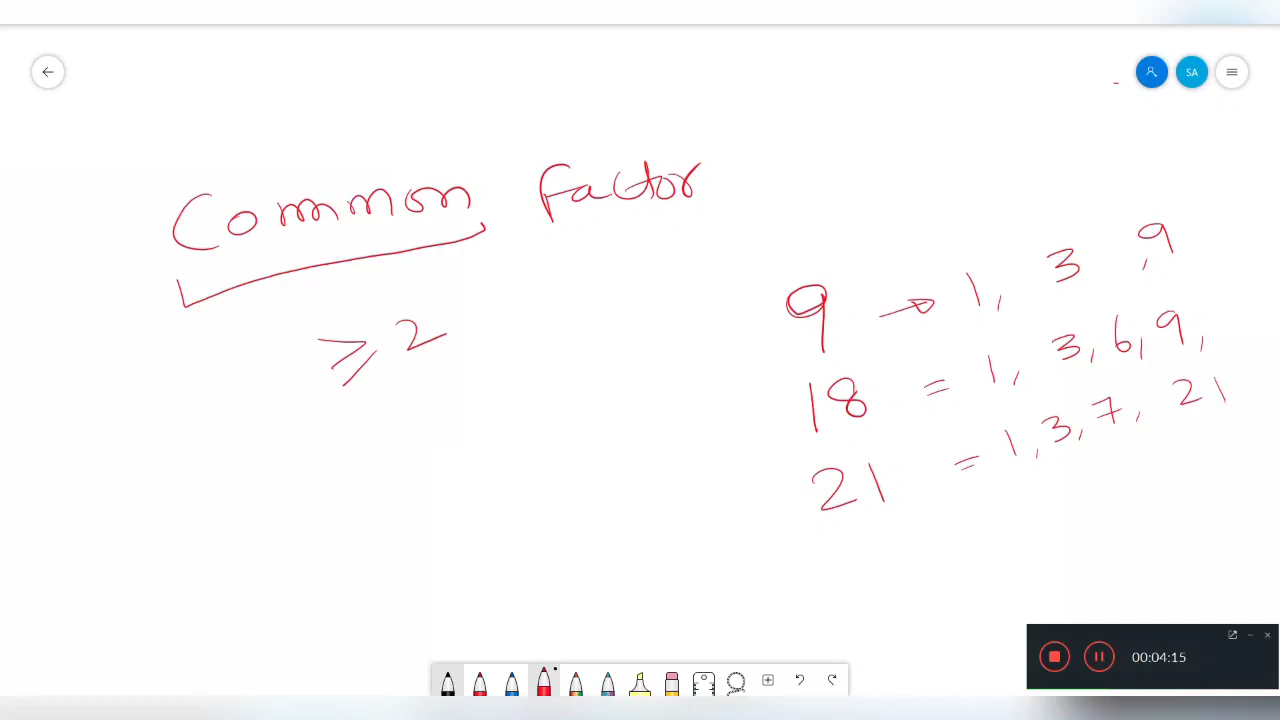 SA
Common Factor
≥ 2
9 → 1, 3 , 9
18 = 1, 3, 6, 9,
21 = 1, 3, 7, 21
00:04:15